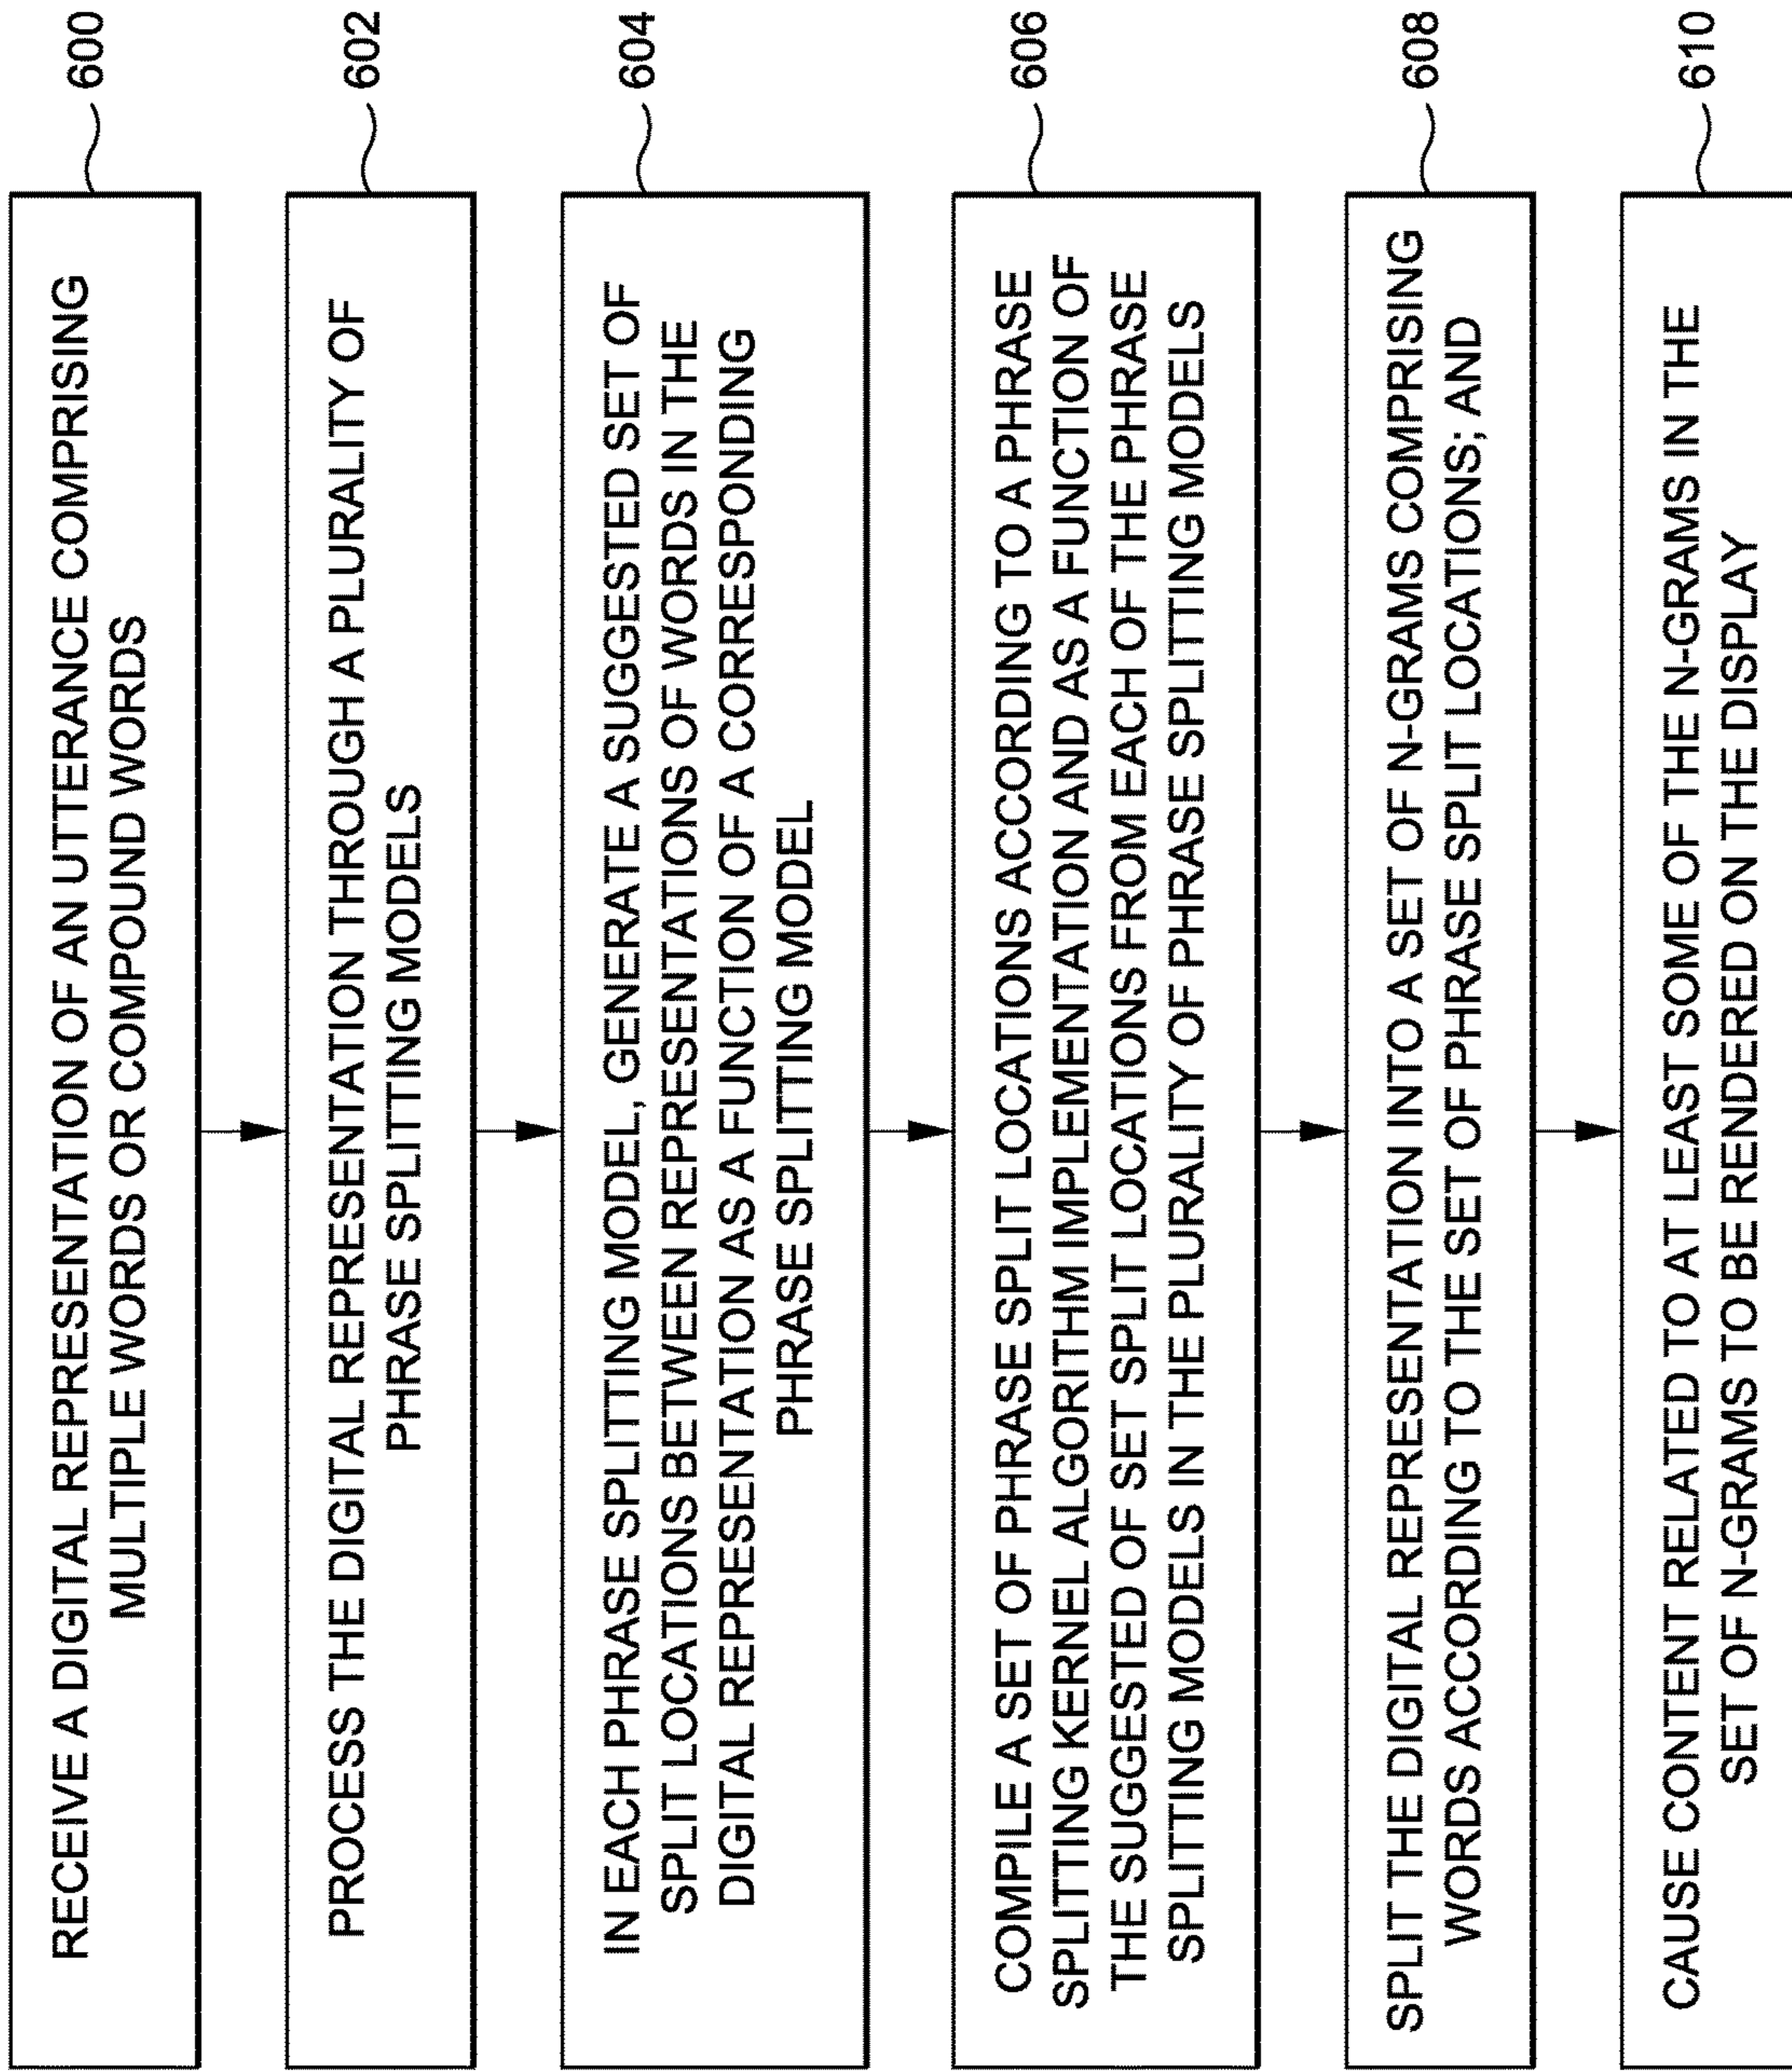 RECEIVE A DIGITAL REPRESENTATION OF AN UTTERANCE COMPRISING
MULTIPLE WORDS OR COMPOUND WORDS
600
PROCESS THE DIGITAL REPRESENTATION THROUGH A PLURALITY OF
PHRASE SPLITTING MODELS
602
IN EACH PHRASE SPLITTING MODEL, GENERATE A SUGGESTED SET OF
SPLIT LOCATIONS BETWEEN REPRESENTATIONS OF WORDS IN THE
DIGITAL REPRESENTATION AS A FUNCTION OF A CORRESPONDING
PHRASE SPLITTING MODEL
604
COMPILE A SET OF PHRASE SPLIT LOCATIONS ACCORDING TO A PHRASE
SPLITTING KERNEL ALGORITHM IMPLEMENTATION AND AS A FUNCTION OF
THE SUGGESTED OF SET SPLIT LOCATIONS FROM EACH OF THE PHRASE
SPLITTING MODELS IN THE PLURALITY OF PHRASE SPLITTING MODELS
606
SPLIT THE DIGITAL REPRESENTATION INTO A SET OF N-GRAMS COMPRISING
WORDS ACCORDING TO THE SET OF PHRASE SPLIT LOCATIONS; AND
608
CAUSE CONTENT RELATED TO AT LEAST SOME OF THE N-GRAMS IN THE
SET OF N-GRAMS TO BE RENDERED ON THE DISPLAY
610